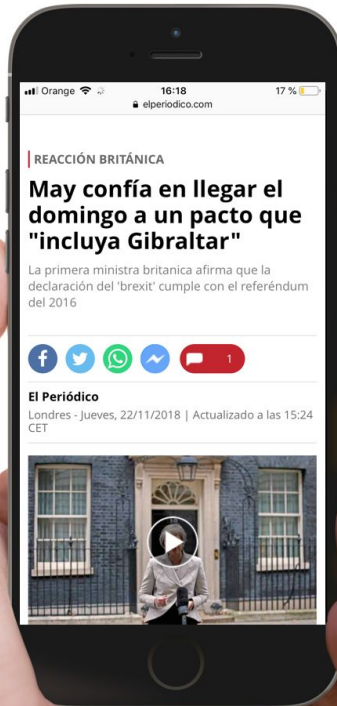 Orange 16:18 17 %
elperiodico.com
REACCIÓN BRITÁNICA
May confía en llegar el
domingo a un pacto que
"incluya Gibraltar"
La primera ministra britanica afirma que la
declaración del 'brexit' cumple con el referéndum
del 2016
1
El Periódico
Londres - Jueves, 22/11/2018 | Actualizado a las 15:24
CET